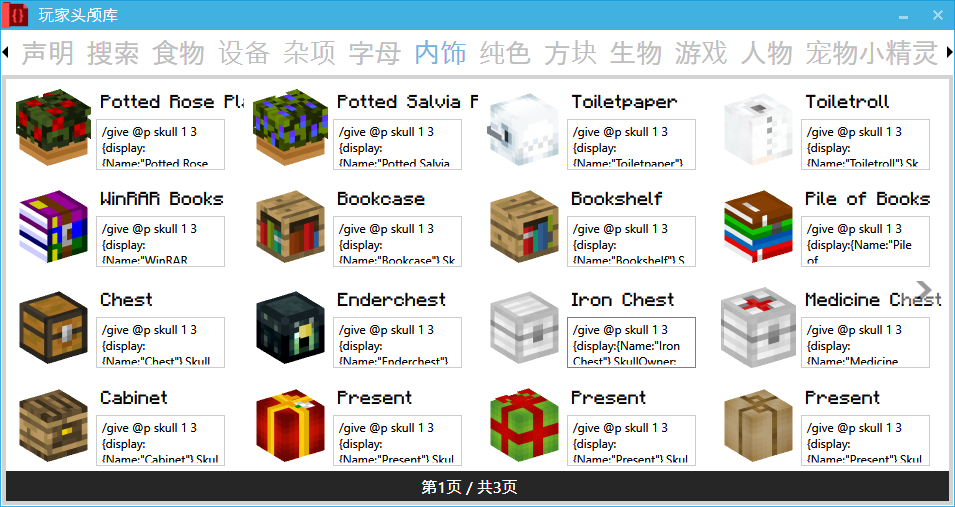 玩家头颅库
声明 搜索 食物 设备 杂项 字母 内饰 纯色 方块 生物 游戏 人物 宠物小精灵
Potted Rose Pla
/give @p skull 1 3
{display:
{Name:"Potted Rose
Potted Salvia P
/give @p skull 1 3
{display:
{Name:"Potted Salvia
Toiletpaper
/give @p skull 1 3
{display:
{Name:"Toiletpaper"}
Toiletroll
/give @p skull 1 3
{display:
{Name:"Toiletroll"} Sk
WinRAR Books
/give @p skull 1 3
{display:
{Name:"WinRAR
Bookcase
/give @p skull 1 3
{display:
{Name:"Bookcase"} Sk
Bookshelf
/give @p skull 1 3
{display:
{Name:"Bookshelf"} S
Pile of Books
/give @p skull 1 3
{display:{Name:"Pile
of
Chest
/give @p skull 1 3
{display:
{Name:"Chest"} Skull
Enderchest
/give @p skull 1 3
{display:
{Name:"Enderchest"}
Iron Chest
/give @p skull 1 3
{display:{Name:"Iron
Chest"} SkullOwner:
Medicine Chest
/give @p skull 1 3
{display:
{Name:"Medicine
Cabinet
/give @p skull 1 3
{display:
{Name:"Cabinet"} Skul
Present
/give @p skull 1 3
{display:
{Name:"Present"} Skul
Present
/give @p skull 1 3
{display:
{Name:"Present"} Skul
Present
/give @p skull 1 3
{display:
{Name:"Present"} Skul
第1页 / 共3页